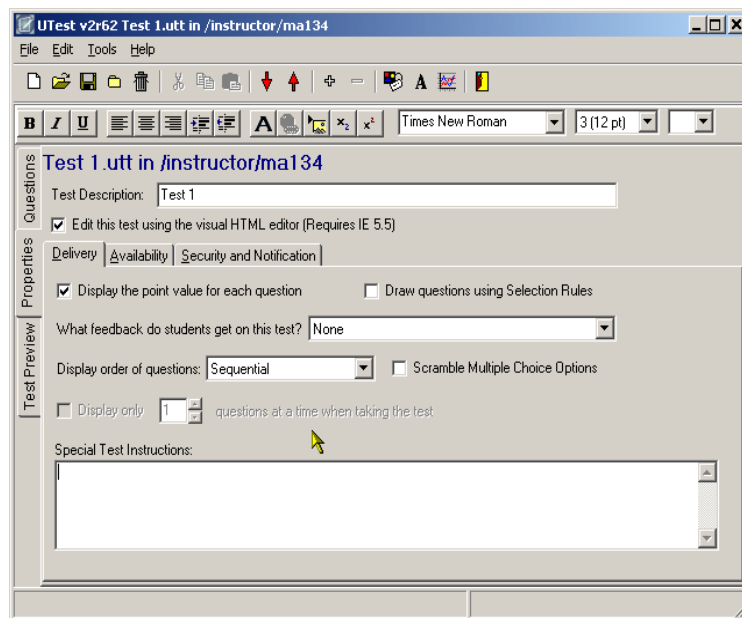 UTest v2r62 Test 1.utt in /instructor/ma134
File Edit Tools Help
A
B I U A x₂ x² Times New Roman 3 (12 pt)
Test 1.utt in /instructor/ma134
Questions
Properties
Test Preview
Test Description: Test 1
Edit this test using the visual HTML editor (Requires IE 5.5)
Delivery Availability Security and Notification
Display the point value for each question Draw questions using Selection Rules
What feedback do students get on this test? None
Display order of questions: Sequential Scramble Multiple Choice Options
Display only 1 questions at a time when taking the test
Special Test Instructions: